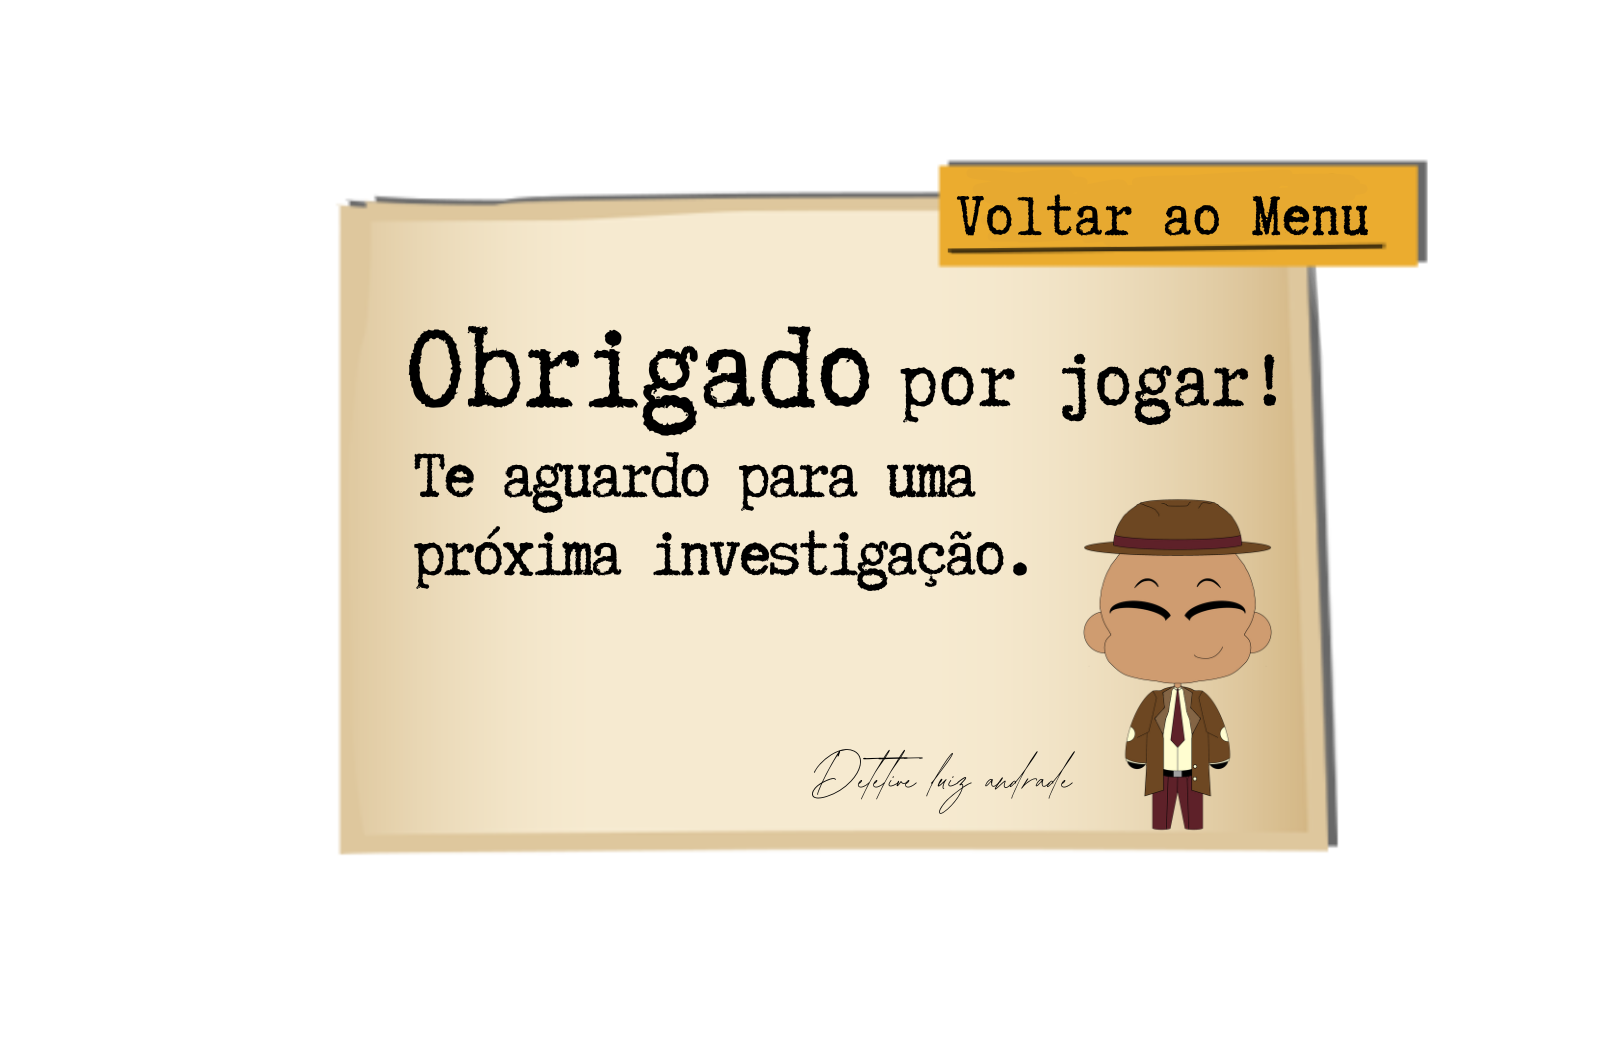 Voltar ao Menu
Obrigado por jogar!
Te aguardo para uma
próxima investigação.
Detetive luiz andrade